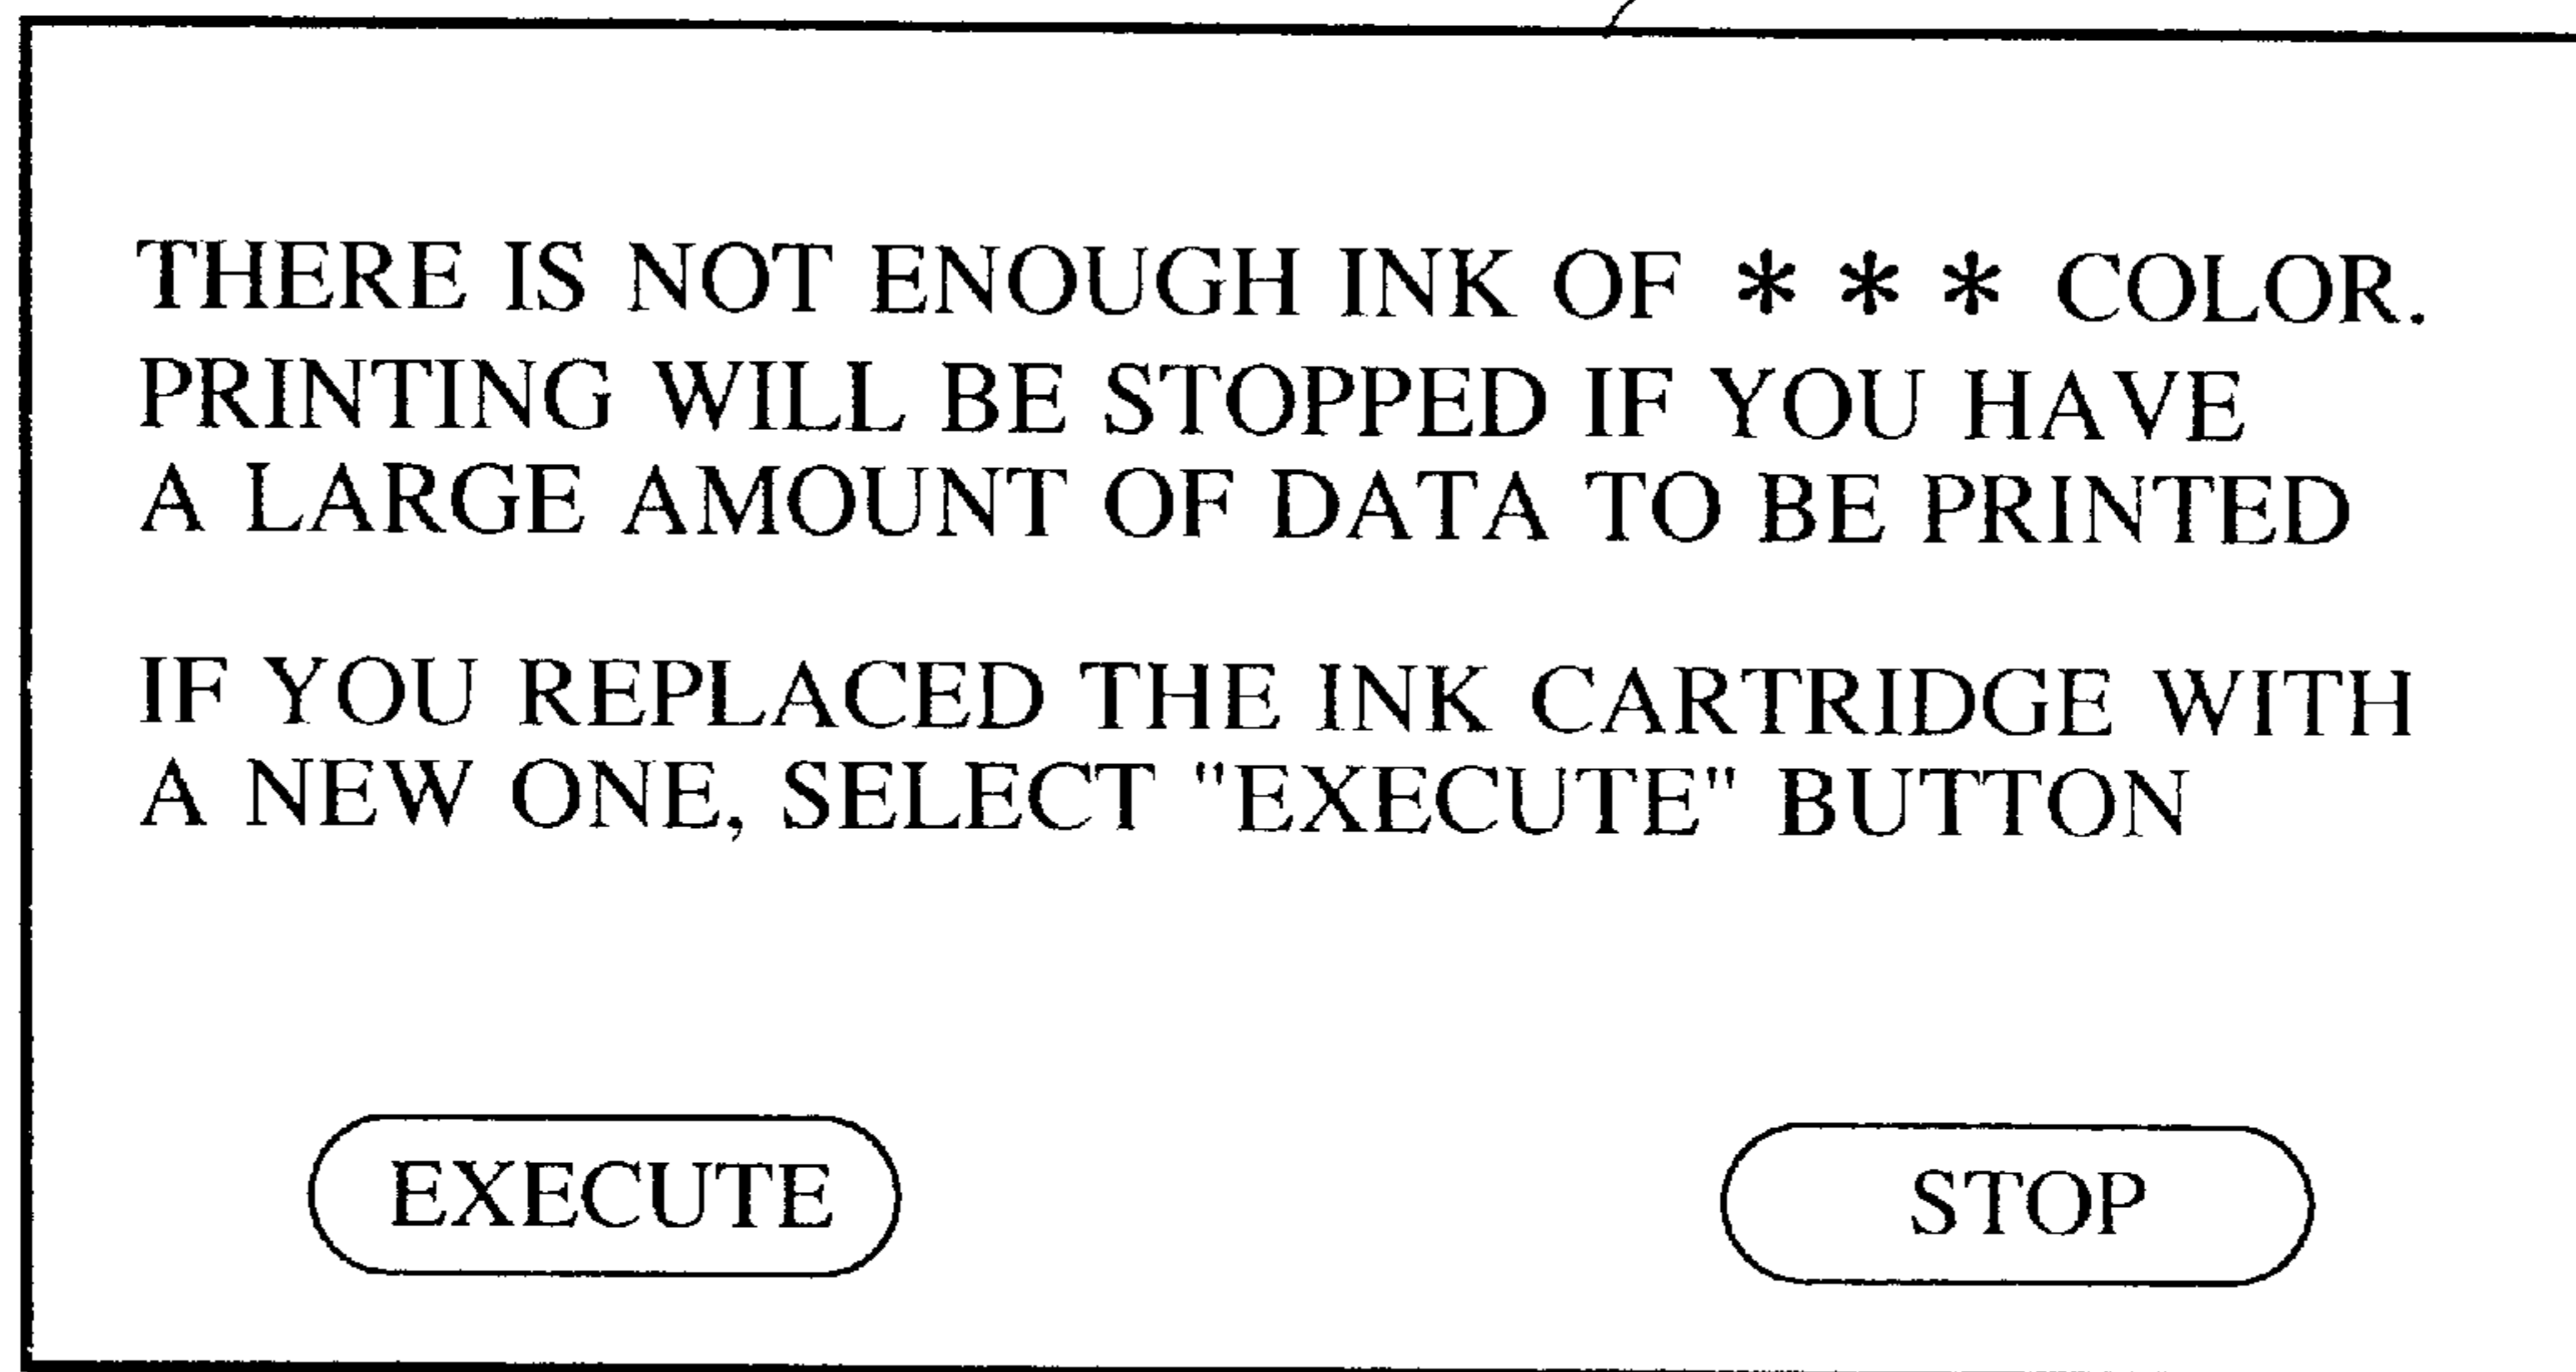 THERE IS NOT ENOUGH INK OF * * * COLOR.
PRINTING WILL BE STOPPED IF YOU HAVE
A LARGE AMOUNT OF DATA TO BE PRINTED
IF YOU REPLACED THE INK CARTRIDGE WITH
A NEW ONE, SELECT "EXECUTE" BUTTON
EXECUTE
STOP